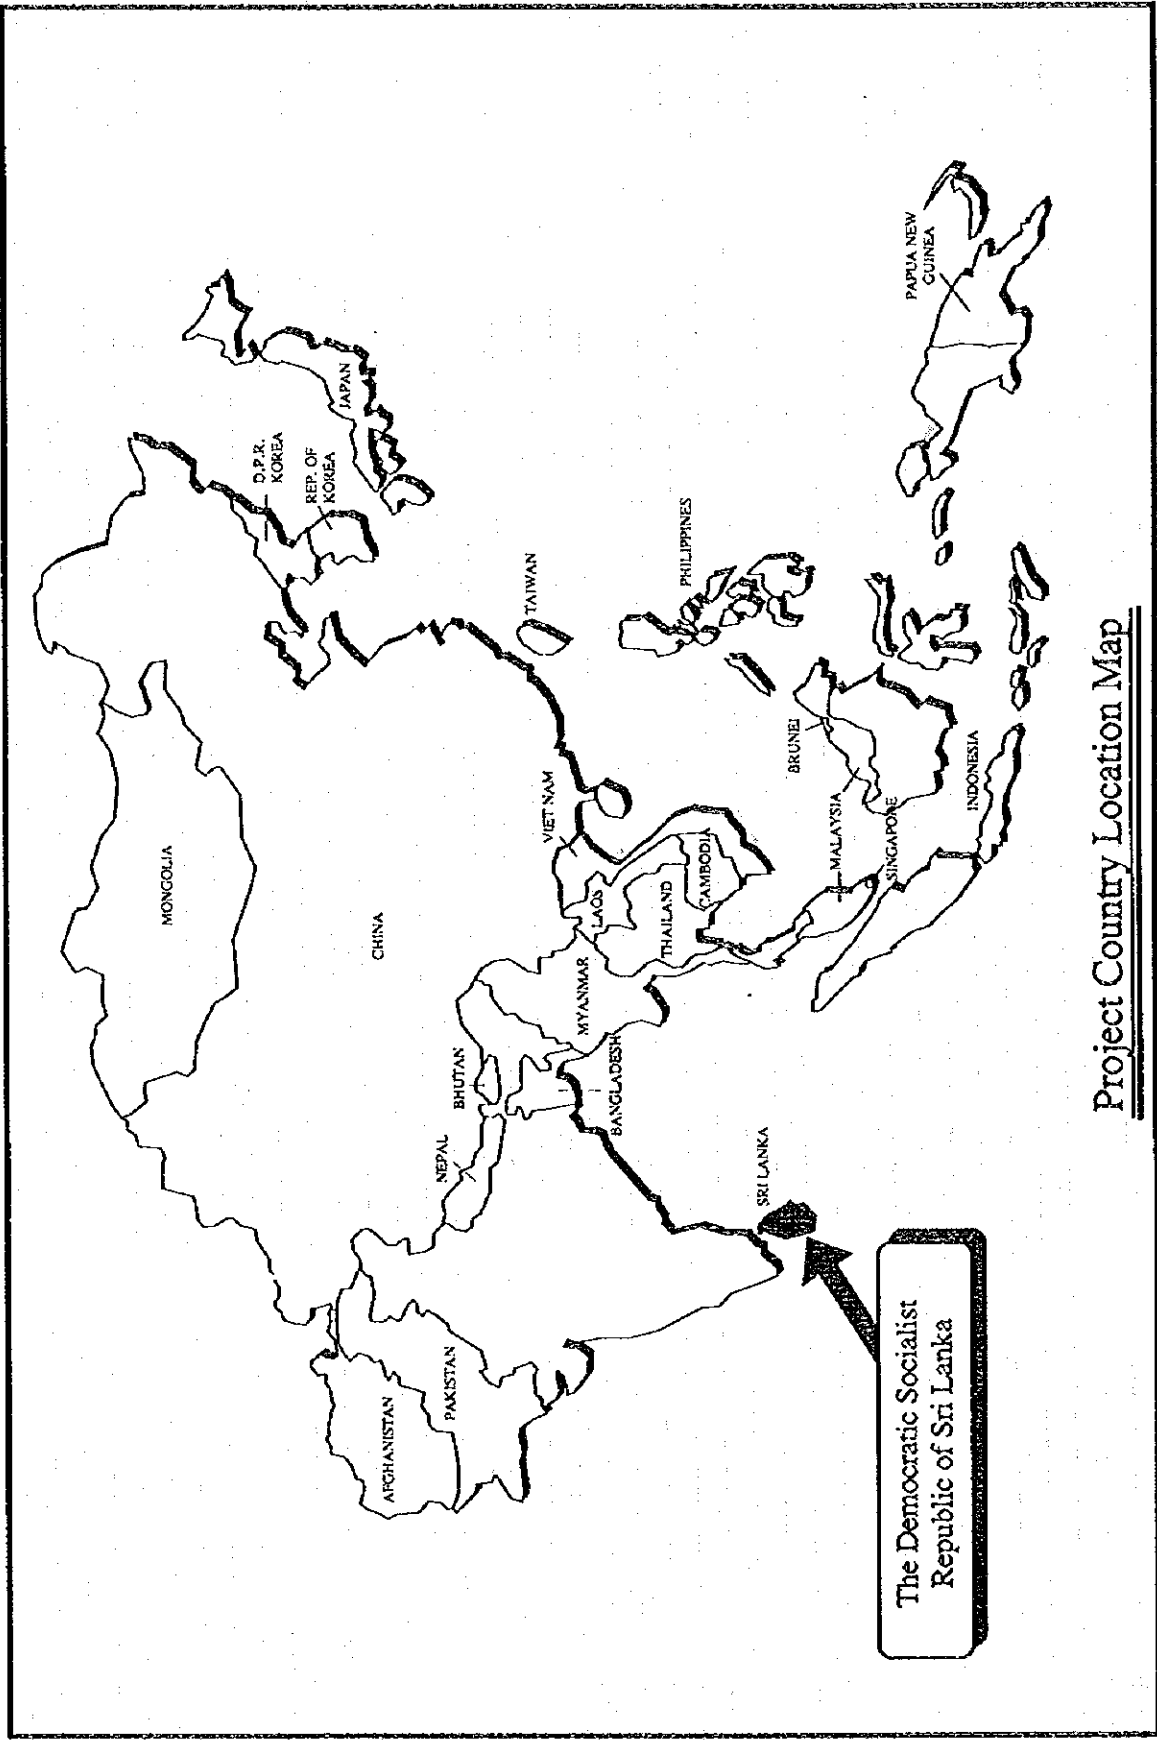 MONGOLIA
CHINA
D.P.R.
KOREA
REP. OF
KOREA
JAPAN
AFGHANISTAN
PAKISTAN
NEPAL
BHUTAN
BANGLADESH
MYANMAR
LAOS
VIET NAM
TAIWAN
THAILAND
CAMBODIA
PHILIPPINES
SRI LANKA
MALAYSIA
BRUNEI
SINGAPORE
INDONESIA
PAPUA NEW
GUINEA
The Democratic Socialist
Republic of Sri Lanka
Project Country Location Map